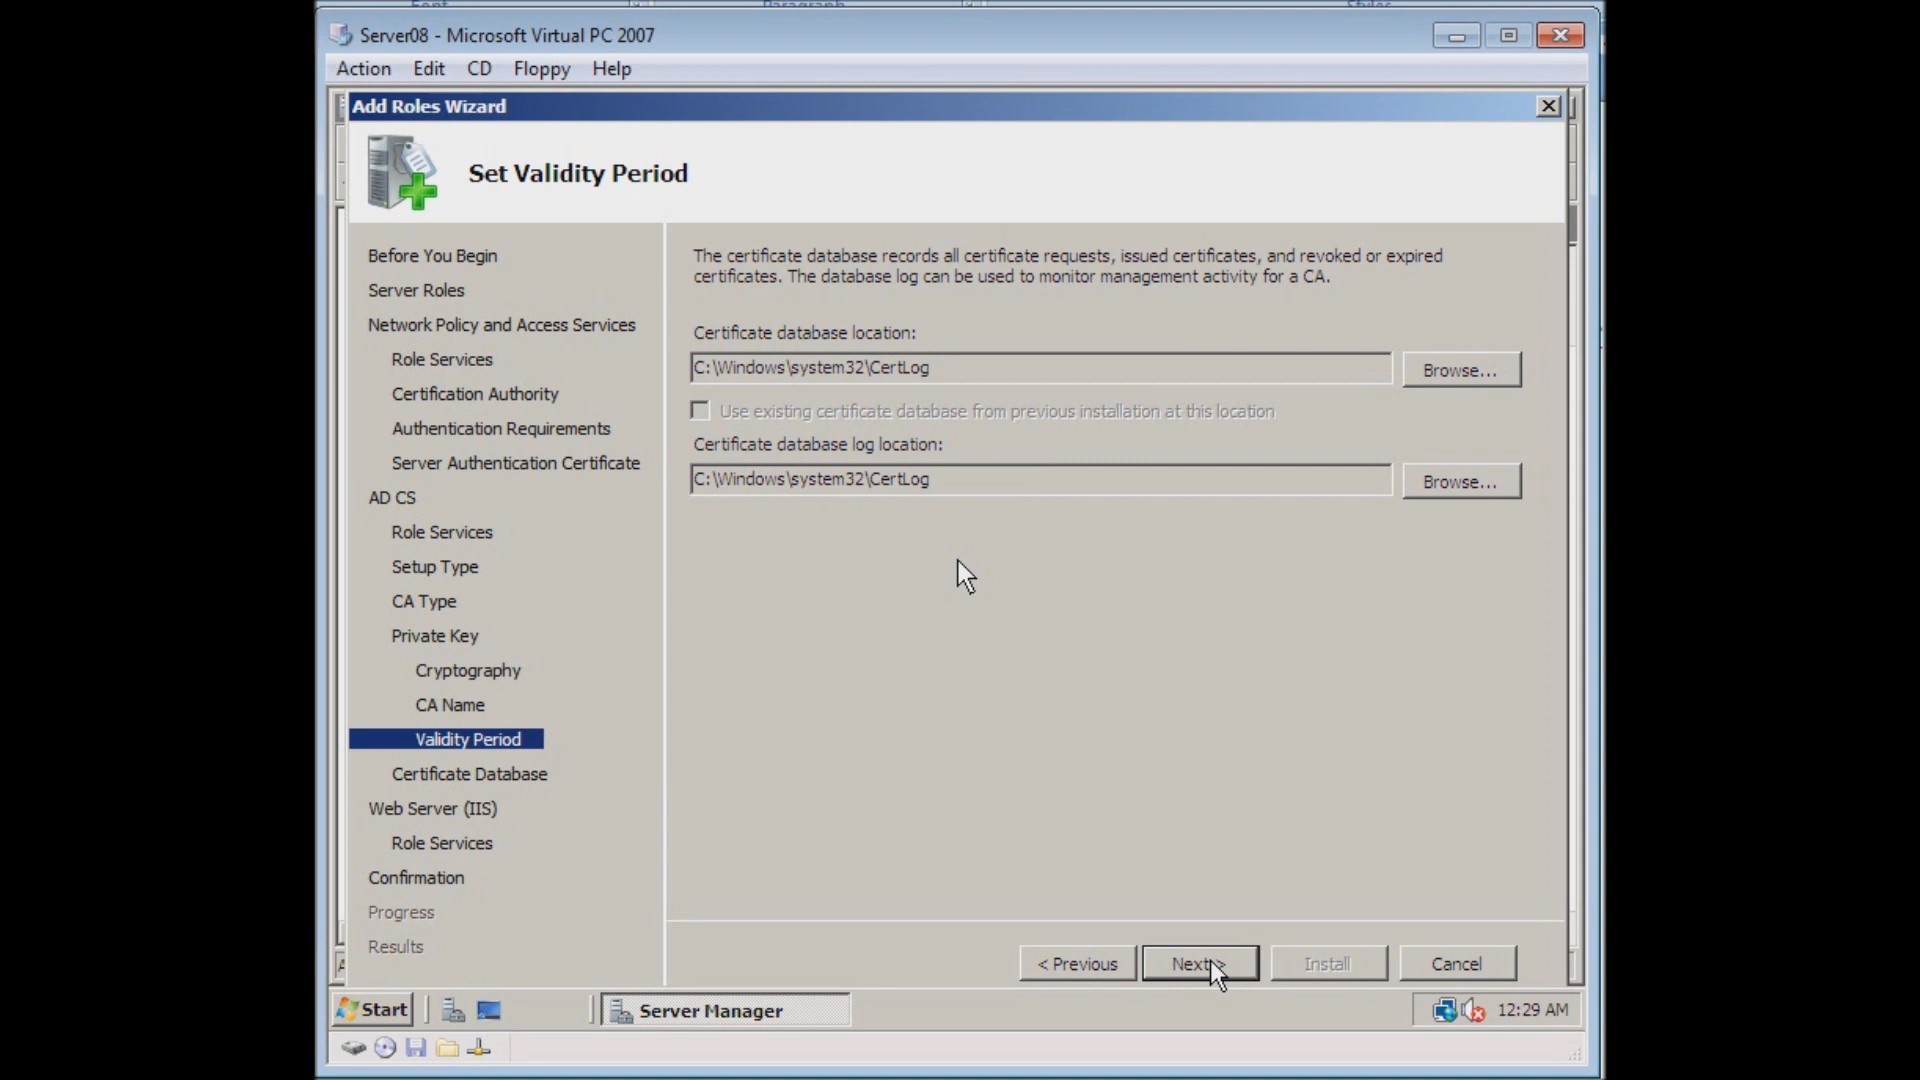 Font
Paragraph
Styles
Server08 - Microsoft Virtual PC 2007
Action Edit CD Floppy Help
Add Roles Wizard
Set Validity Period
Before You Begin
Server Roles
Network Policy and Access Services
Role Services
Certification Authority
Authentication Requirements
Server Authentication Certificate
AD CS
Role Services
Setup Type
CA Type
Private Key
Cryptography
CA Name
Validity Period
Certificate Database
Web Server (IIS)
Role Services
Confirmation
Progress
Results
The certificate database records all certificate requests, issued certificates, and revoked or expired
certificates. The database log can be used to monitor management activity for a CA.
Certificate database location:
C:\Windows\system32\CertLog
Browse...
Use existing certificate database from previous installation at this location
Certificate database log location:
C:\Windows\system32\CertLog
Browse...
< Previous
Next >
Install
Cancel
Start
Server Manager
12:29 AM